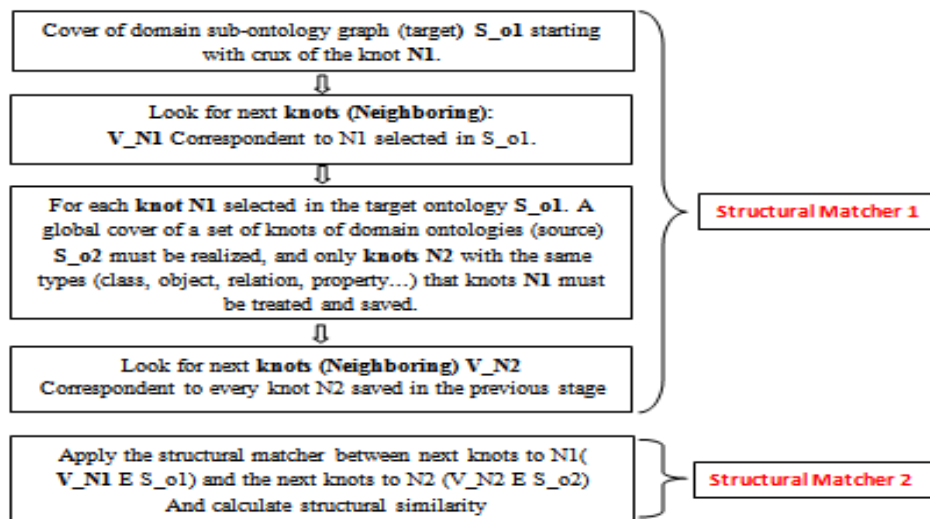 Cover of domain sub-ontology graph (target) S_o1 starting
with crux of the knot N1.
Look for next knots (Neighboring):
V_N1 Correspondent to N1 selected in S_o1.
For each knot N1 selected in the target ontology S_o1. A
global cover of a set of knots of domain ontologies (source)
S_o2 must be realized, and only knots N2 with the same
types (class, object, relation, property...) that knots N1 must
be treated and saved.
Look for next knots (Neighboring) V_N2
Correspondent to every knot N2 saved in the previous stage
Structural Matcher 1
Apply the structural matcher between next knots to N1(
V_N1 E S_o1) and the next knots to N2 (V_N2 E S_o2)
And calculate structural similarity
Structural Matcher 2